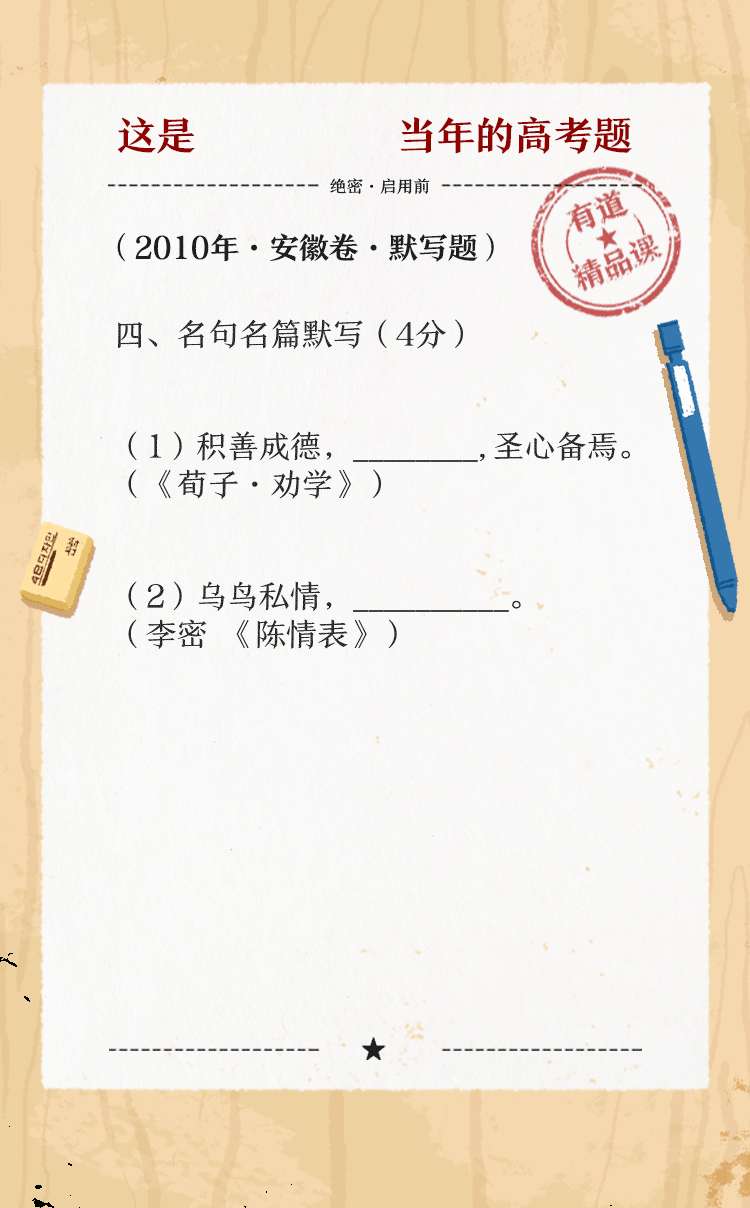 这是 当年的高考题
绝密·启用前
有道
精品课
(2010年·安徽卷·默写题)
四、名句名篇默写(4分)
(1)积善成德，________,圣心备焉。
(《荀子·劝学》)
(2)乌鸟私情，__________。
(李密 《陈情表》)